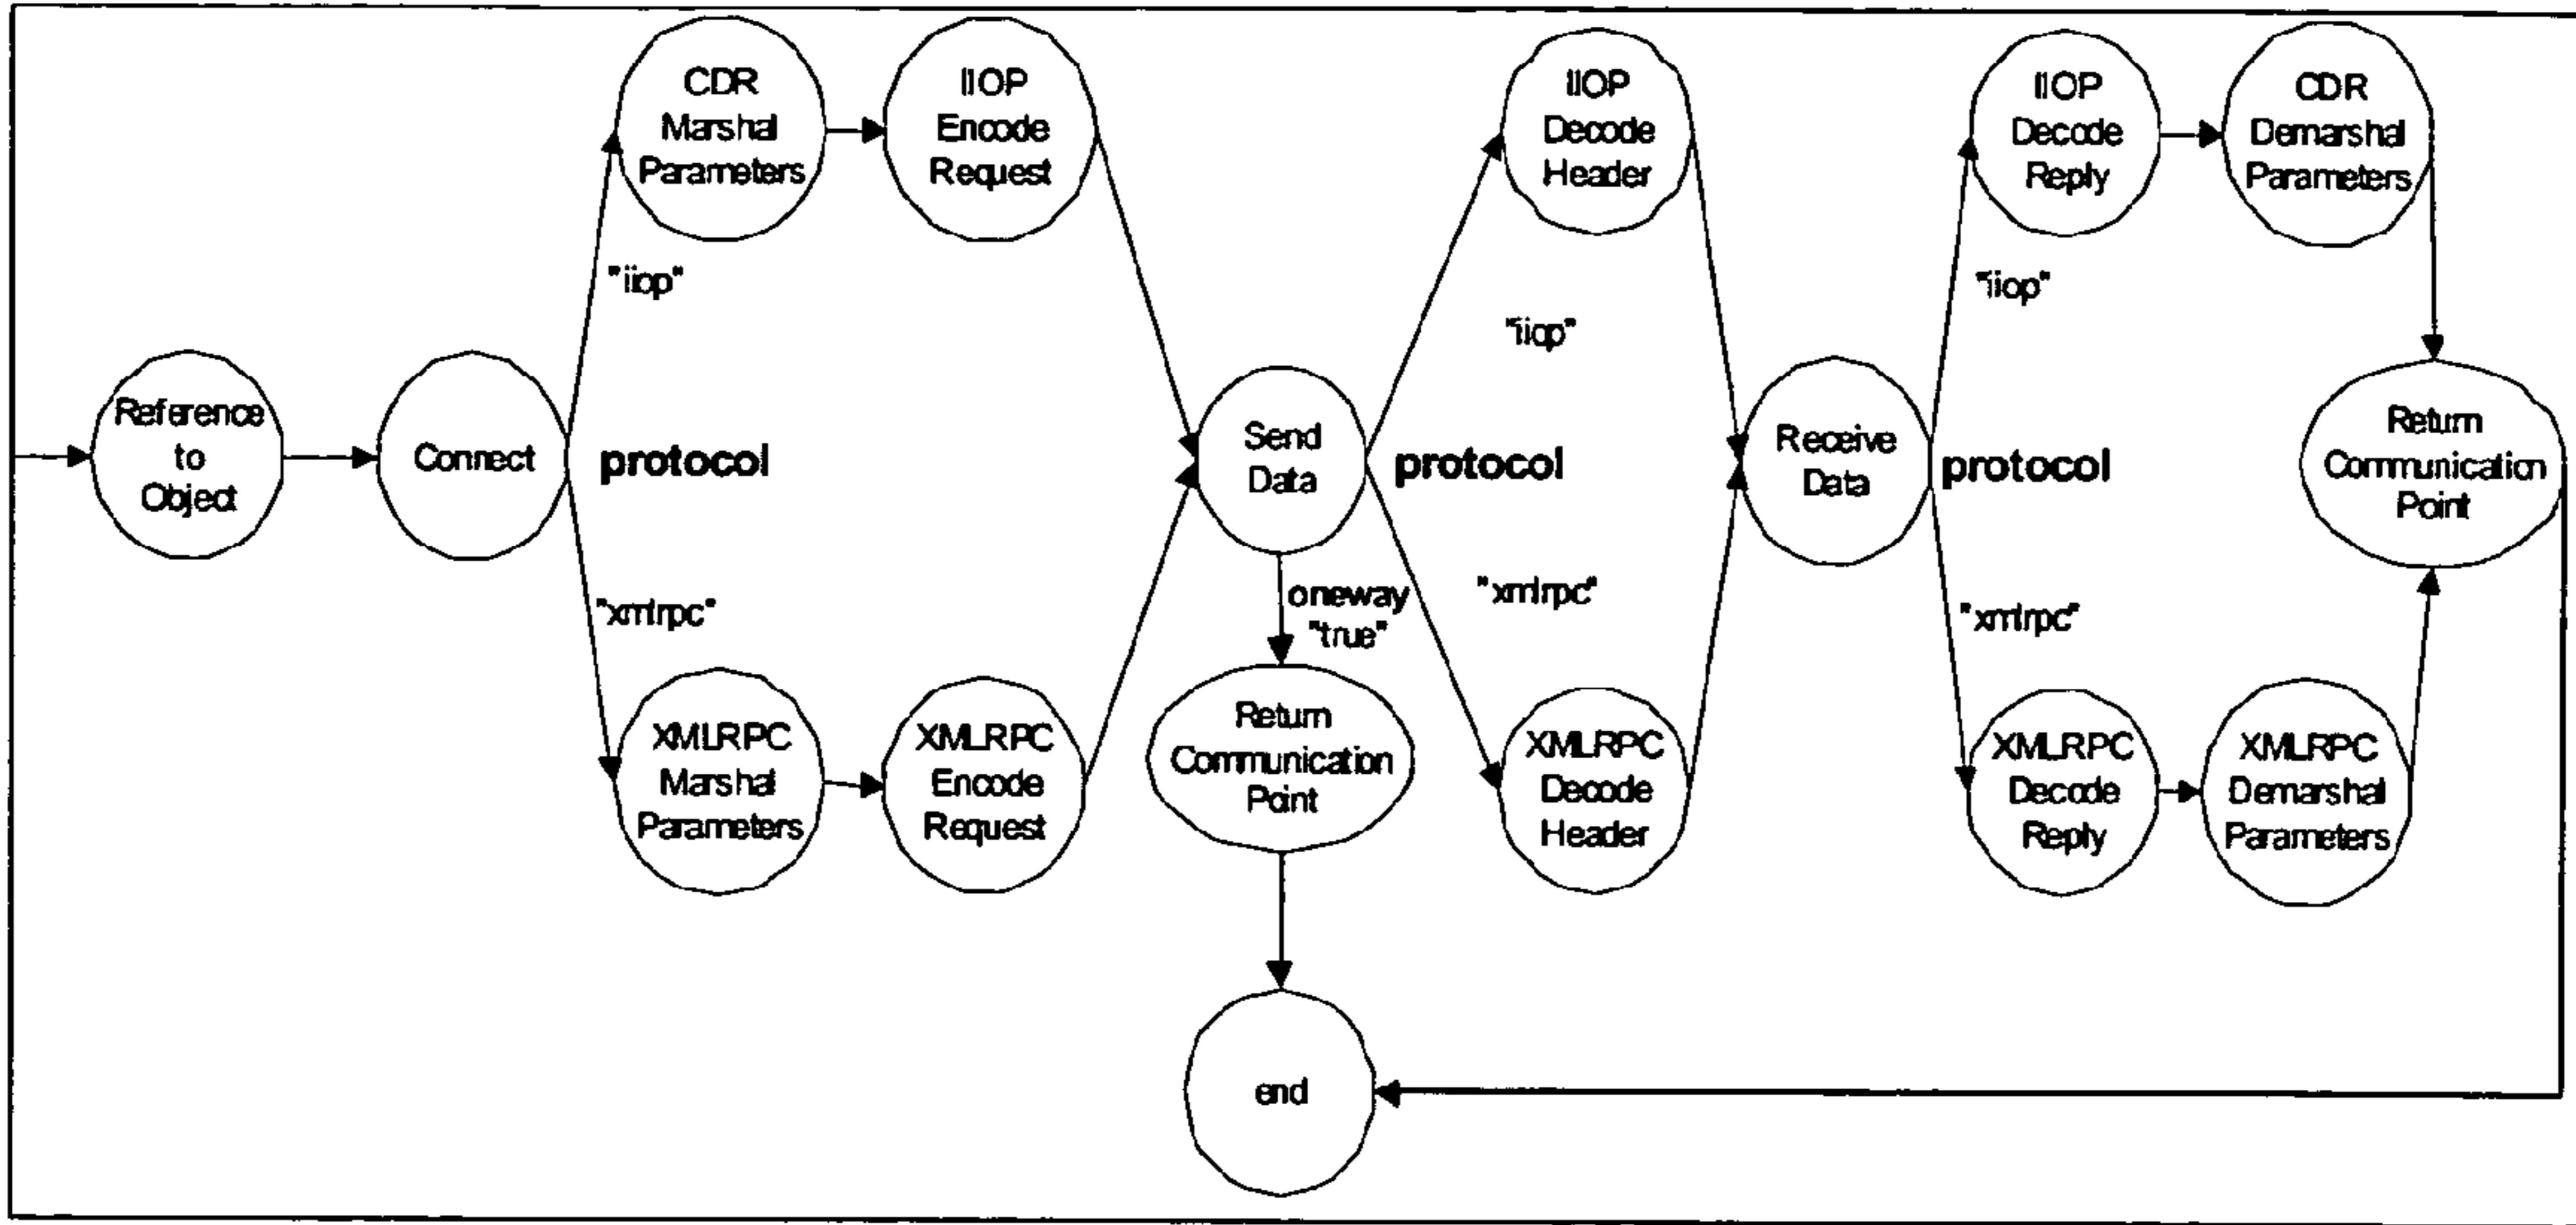 CDR
Marshal
Parameters
IIOP
Encode
Request
"iiop"
Reference
to
Object
Connect
protocol
"xmlrpc"
XMLRPC
Marshal
Parameters
XMLRPC
Encode
Request
Send
Data
oneway
"true"
Return
Communication
Point
end
IIOP
Decode
Header
"iiop"
protocol
"xmlrpc"
XMLRPC
Decode
Header
Receive
Data
IIOP
Decode
Reply
CDR
Demarshal
Parameters
"iiop"
protocol
"xmlrpc"
XMLRPC
Decode
Reply
XMLRPC
Demarshal
Parameters
Return
Communication
Point